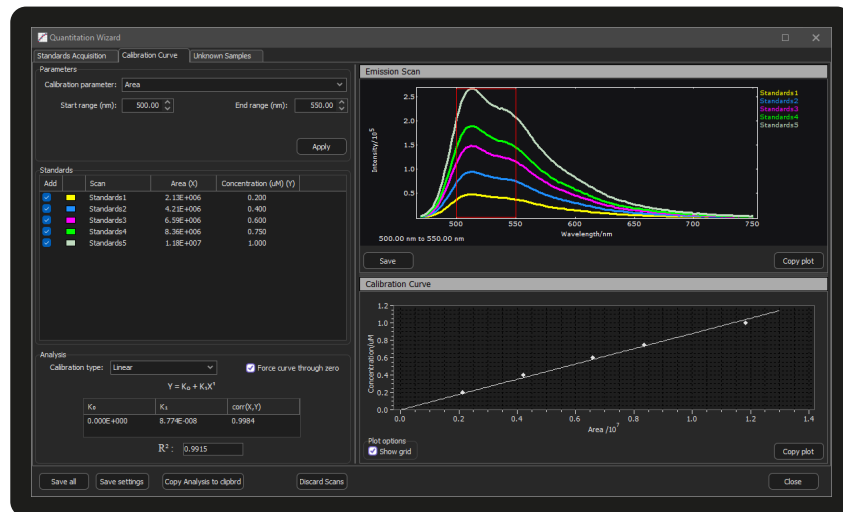 Quantitation Wizard
Standards Acquisition Calibration Curve Unknown Samples
Parameters
Calibration parameter: Area
Start range (nm): 500.00 End range (nm): 550.00
Apply
Standards
Add Scan Area (X) Concentration (uM) (Y)
Standards1 2.13E+006 0.200
Standards2 4.21E+006 0.400
Standards3 6.59E+006 0.600
Standards4 8.36E+006 0.750
Standards5 1.18E+007 1.000
Analysis
Calibration type: Linear Force curve through zero
Y = K₀ + K₁X¹
K₀ K₁ corr(X,Y)
0.000E+000 8.774E-008 0.9984
R² : 0.9915
Save all Save settings Copy Analysis to clipbrd Discard Scans
Emission Scan
Intensity/10⁵
2.5
2.0
1.5
1.0
0.5
500 550 600 650 700 750
Wavelength/nm
Standards1
Standards2
Standards3
Standards4
Standards5
500.00 nm to 550.00 nm
Save Copy plot
Calibration Curve
Concentration/uM
1.2
1.0
0.8
0.6
0.4
0.2
0.0
0.0 0.2 0.4 0.6 0.8 1.0 1.2 1.4
Area /10⁷
Plot options
Show grid
Copy plot
Close